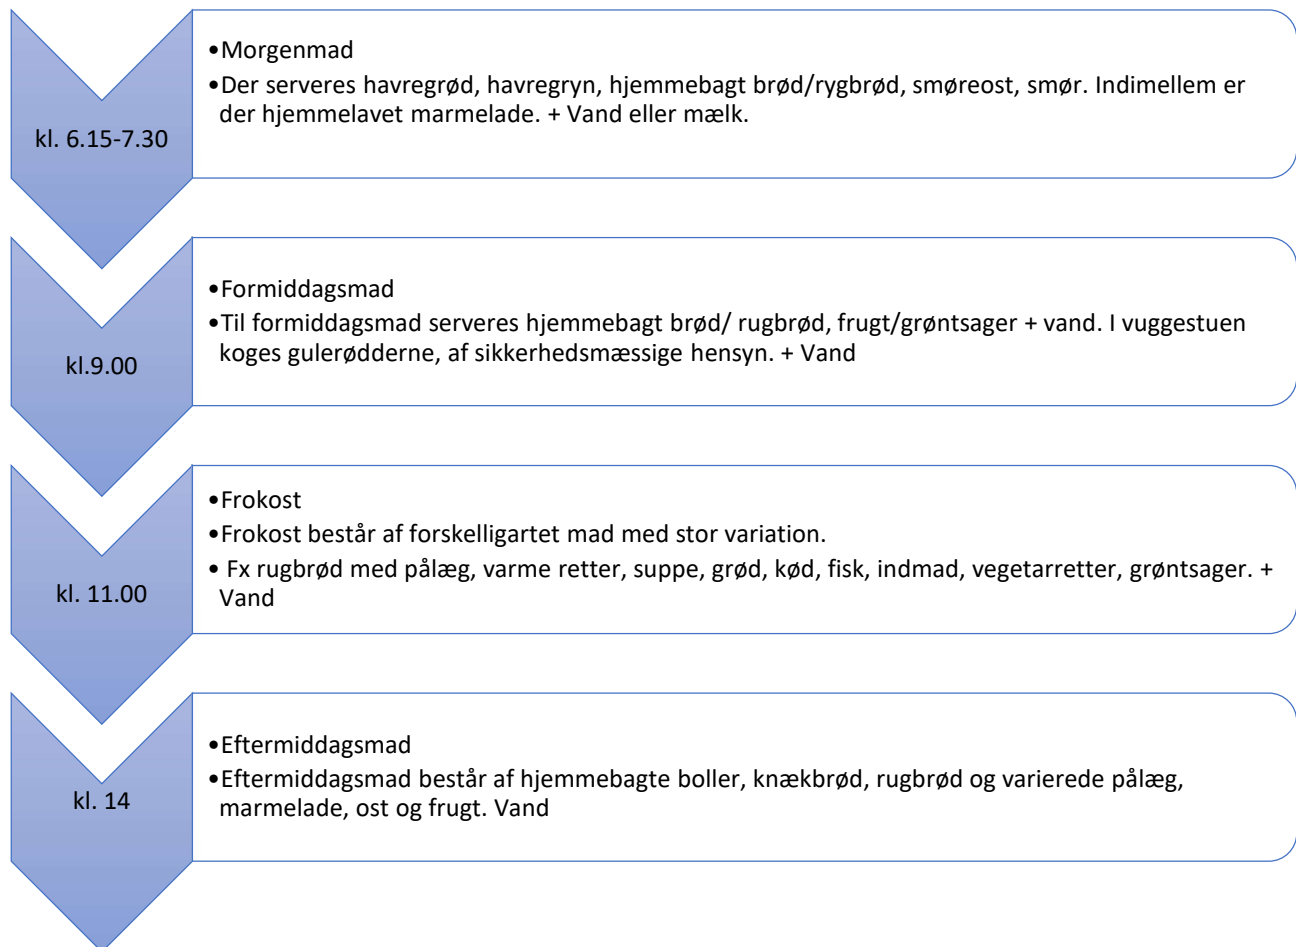 kl. 6.15-7.30
•Morgenmad
•Der serveres havregrød, havregryn, hjemmebagt brød/rygbrød, smøreost, smør. Indimellem er
der hjemmelavet marmelade. + Vand eller mælk.
kl.9.00
•Formiddagsmad
•Til formiddagsmad serveres hjemmebagt brød/ rugbrød, frugt/grøntsager + vand. I vuggestuen
koges gulerødderne, af sikkerhedsmæssige hensyn. + Vand
kl. 11.00
•Frokost
•Frokost består af forskelligartet mad med stor variation.
• Fx rugbrød med pålæg, varme retter, suppe, grød, kød, fisk, indmad, vegetarretter, grøntsager. +
Vand
kl. 14
•Eftermiddagsmad
•Eftermiddagsmad består af hjemmebagte boller, knækbrød, rugbrød og varierede pålæg,
marmelade, ost og frugt. Vand